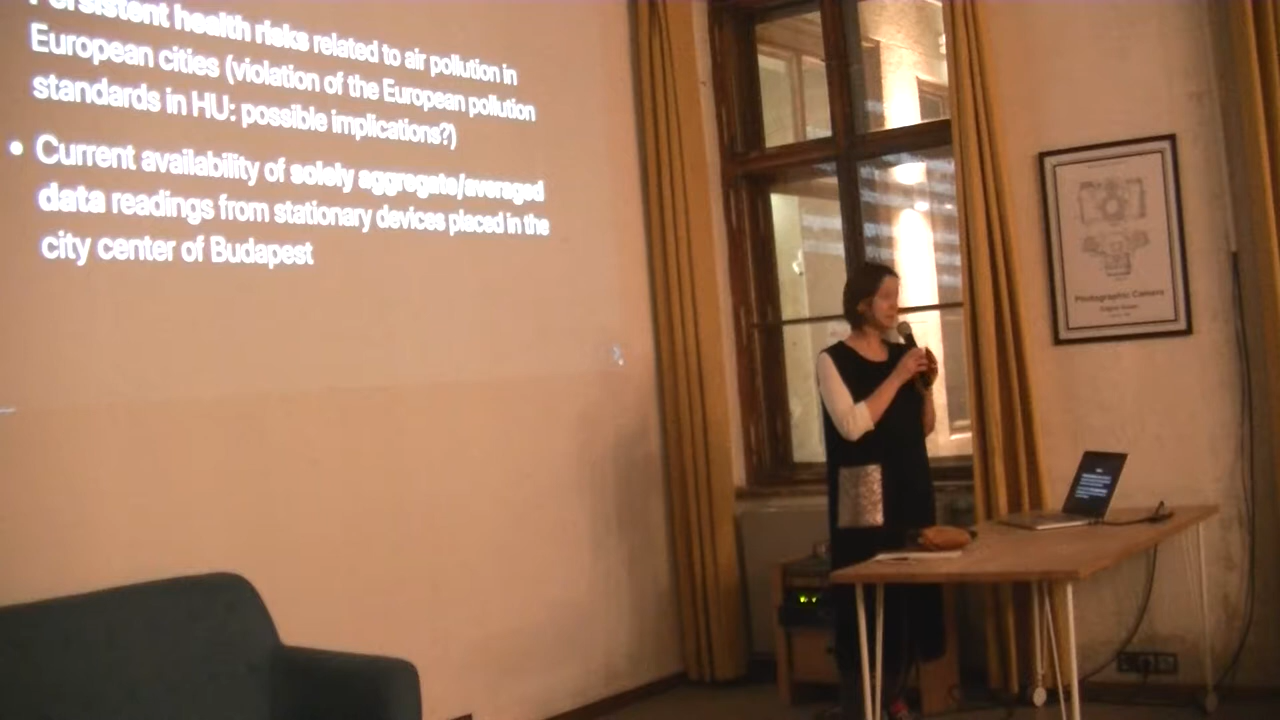 Persistent health risks related to air pollution in
European cities (violation of the European pollution
standards in HU: possible implications?)
• Current availability of solely aggregate/averaged
data readings from stationary devices placed in the
city center of Budapest
Photographic Camera